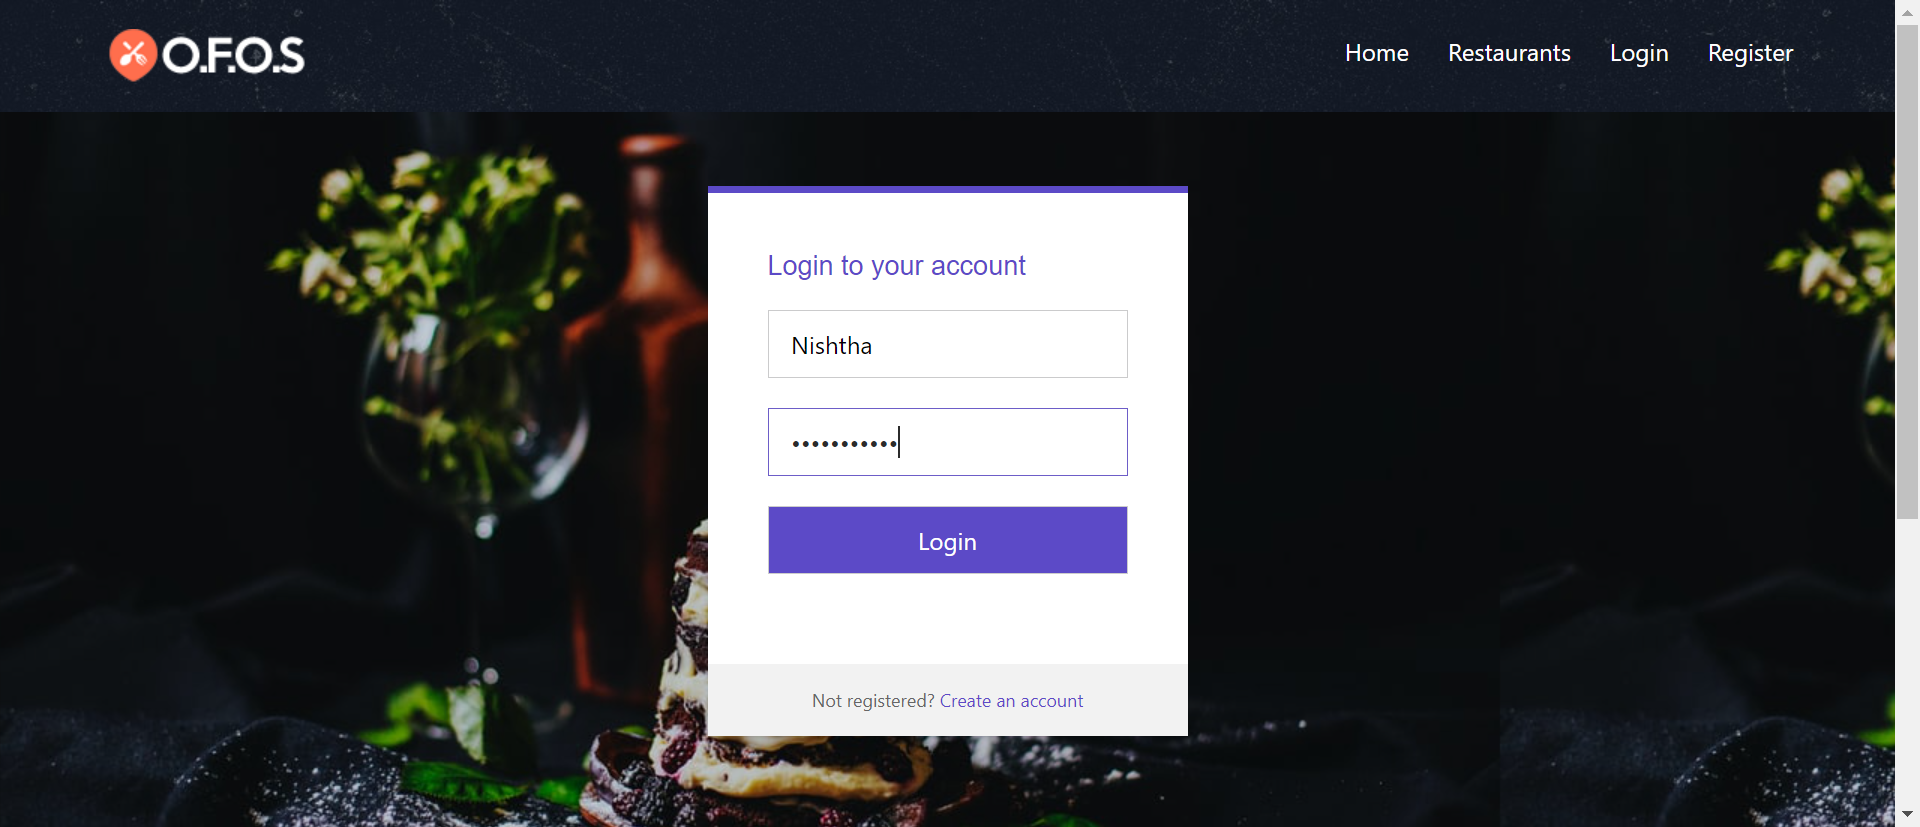 O.F.O.S
Home Restaurants Login Register
Login to your account
Nishtha
•••••••••••
Login
Not registered? Create an account